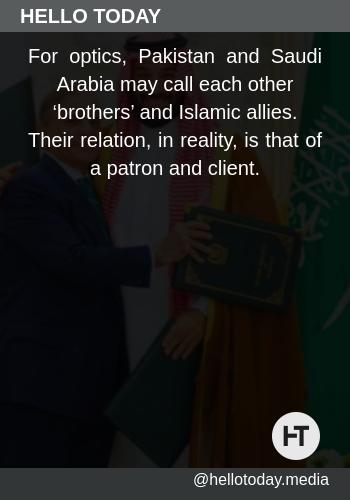 HELLO TODAY
For optics, Pakistan and Saudi
Arabia may call each other
‘brothers’ and Islamic allies.
Their relation, in reality, is that of
a patron and client.
HT
@hellotoday.media